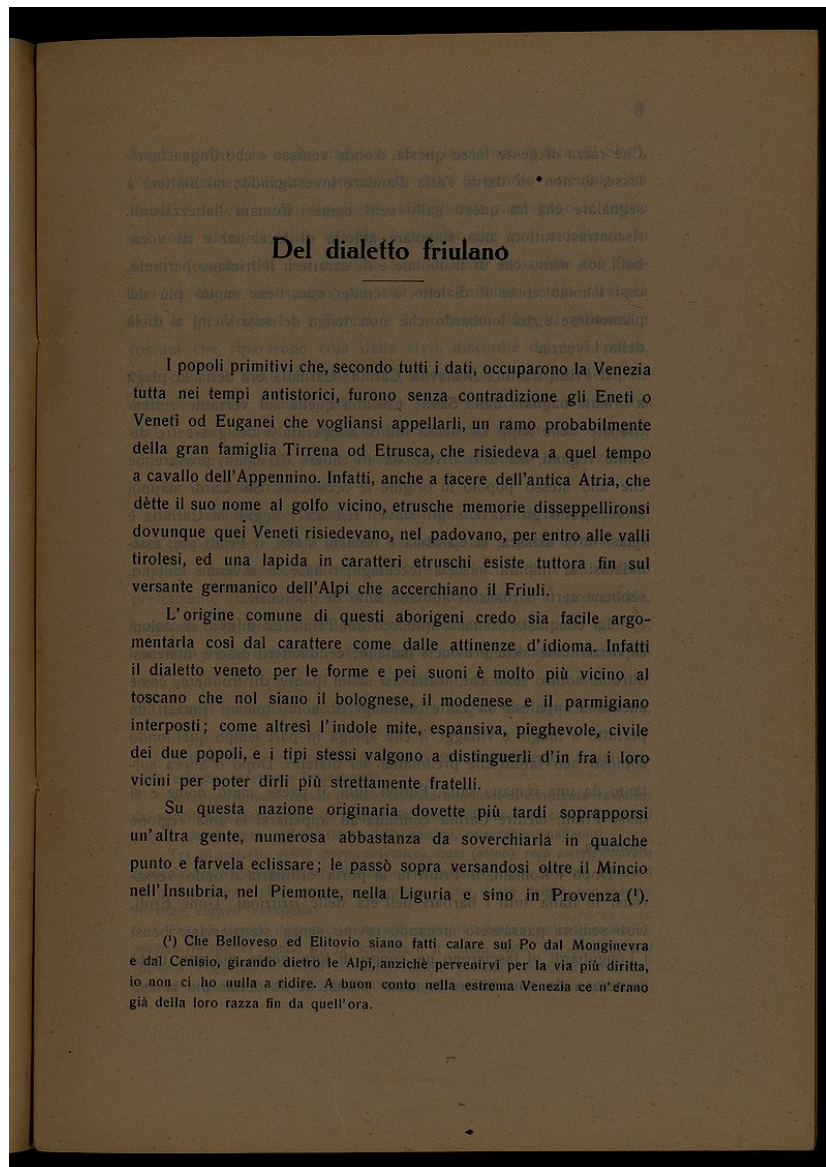 Del dialetto friulano
I popoli primitivi che, secondo tutti i dati, occuparono la Venezia
tutta nei tempi antistorici, furono senza contradizione gli Eneti o
Veneti od Euganei che vogliansi appellarli, un ramo probabilmente
della gran famiglia Tirrena od Etrusca, che risiedeva a quel tempo
a cavallo dell'Appennino. Infatti, anche a tacere dell'antica Atria, che
dètte il suo nome al golfo vicino, etrusche memorie disseppellironsi
dovunque quei Veneti risiedevano, nel padovano, per entro alle valli
tirolesi, ed una lapida in caratteri etruschi esiste tuttora fin sul
versante germanico dell'Alpi che accerchiano il Friuli.
L'origine comune di questi aborigeni credo sia facile argo-
mentarla così dal carattere come dalle attinenze d'idioma. Infatti
il dialetto veneto per le forme e pei suoni è molto più vicino al
toscano che nol siano il bolognese, il modenese e il parmigiano
interposti; come altresì l'indole mite, espansiva, pieghevole, civile
dei due popoli, e i tipi stessi valgono a distinguerli d'in fra i loro
vicini per poter dirli più strettamente fratelli.
Su questa nazione originaria dovette più tardi soprapporsi
un'altra gente, numerosa abbastanza da soverchiarla in qualche
punto e farvela eclissare; le passò sopra versandosi oltre il Mincio
nell'Insubria, nel Piemonte, nella Liguria e sino in Provenza (¹).
(¹) Che Belloveso ed Elitovio siano fatti calare sul Po dal Monginevra
e dal Cenisio, girando dietro le Alpi, anzichè pervenirvi per la via più diritta,
io non ci ho nulla a ridire. A buon conto nella estrema Venezia ce n'erano
già della loro razza fin da quell'ora.